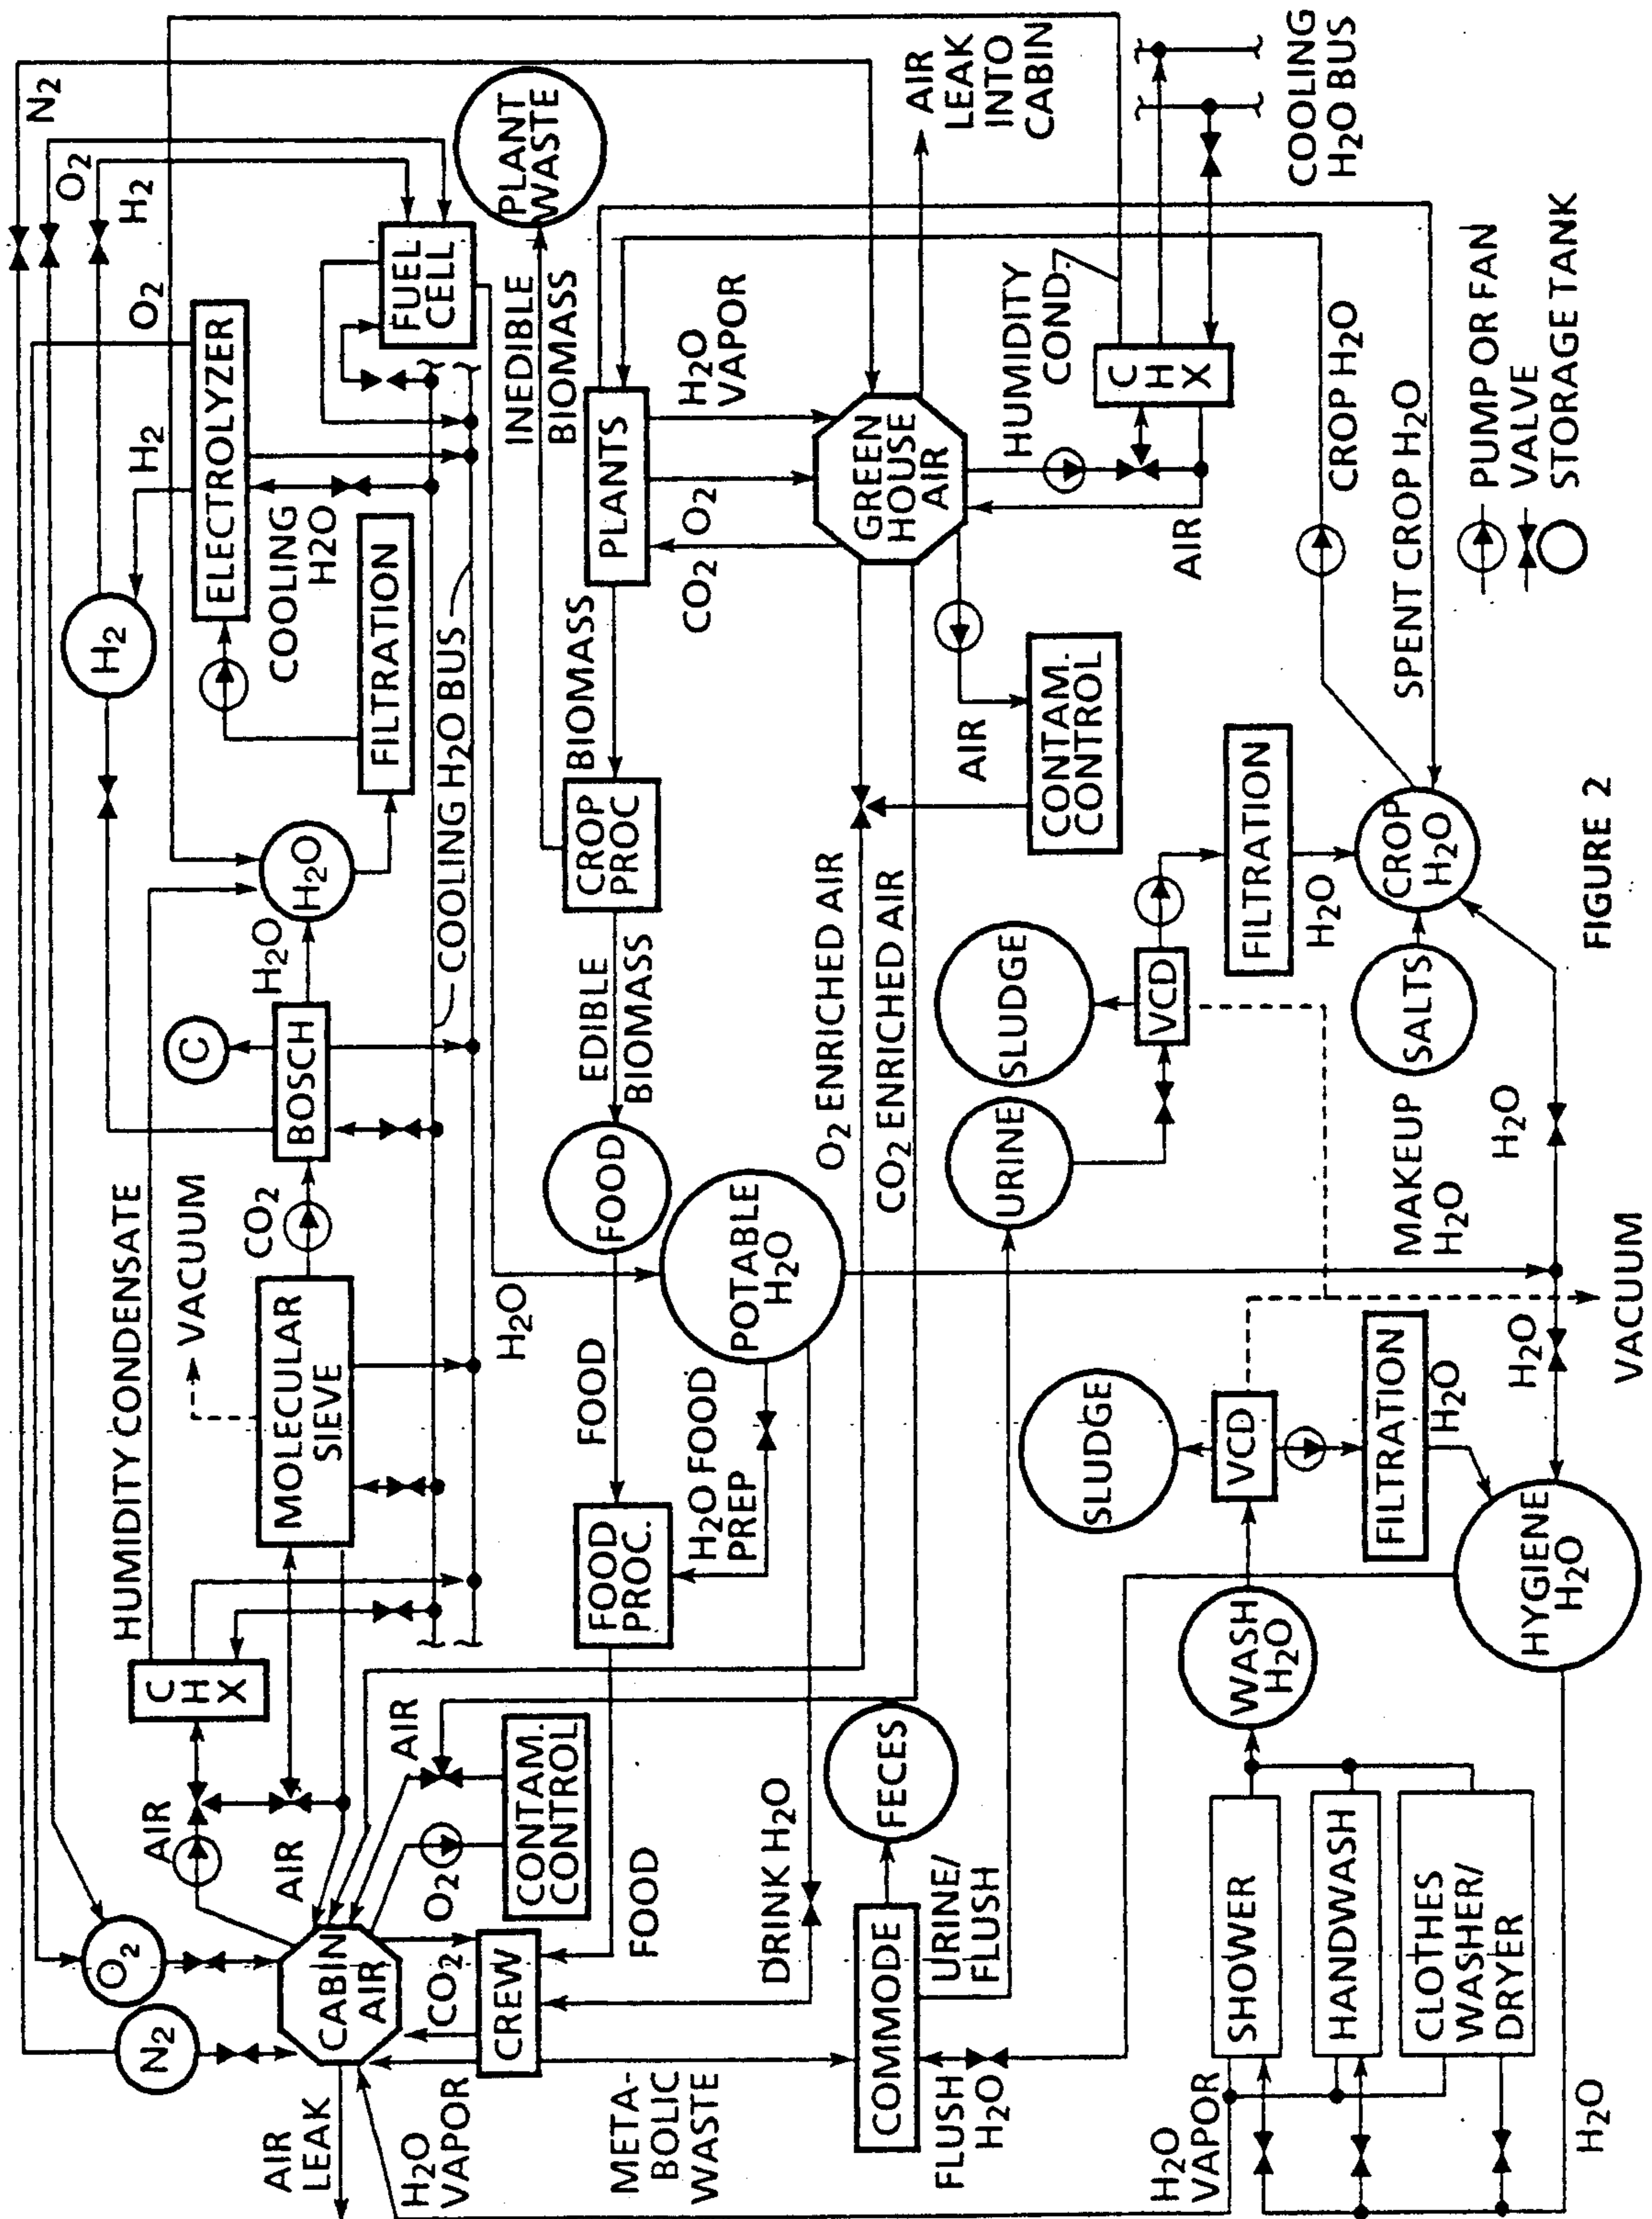 N2
O2
H2
O2
H2
H2
ELECTROLYZER
FUEL
CELL
PLANT
WASTE
COOLING
H2O
FILTRATION
H2O
H2O
C
BOSCH
CO2
VACUUM
MOLECULAR
SIEVE
HUMIDITY CONDENSATE
C
H
X
AIR
AIR
O2
N2
CABIN
AIR
AIR
LEAK
H2O
VAPOR
CO2
O2
AIR
CONTAM.
CONTROL
CREW
COOLING H2O BUS
H2O
INEDIBLE
BIOMASS
PLANTS
BIOMASS
CROP
PROC
EDIBLE
BIOMASS
FOOD
FOOD
FOOD
PROC.
FOOD
H2O FOOD
PREP
POTABLE
H2O
DRINK H2O
META-
BOLIC
WASTE
H2O
VAPOR
O2
CO2
GREEN
HOUSE
AIR
AIR
LEAK
INTO
CABIN
HUMIDITY
COND.
C
H
X
COOLING
H2O BUS
AIR
AIR
CONTAM.
CONTROL
O2 ENRICHED AIR
CO2 ENRICHED AIR
FECES
COMMODE
URINE/
FLUSH
FLUSH
H2O
URINE
SLUDGE
VCD
FILTRATION
H2O
CROP
H2O
SALTS
CROP H2O
SPENT CROP H2O
MAKEUP
H2O
H2O
H2O
VACUUM
SLUDGE
VCD
FILTRATION
H2O
HYGIENE
H2O
WASH
H2O
SHOWER
HANDWASH
CLOTHES
WASHER/
DRYER
H2O
VAPOR
H2O
PUMP OR FAN
VALVE
STORAGE TANK
FIGURE 2